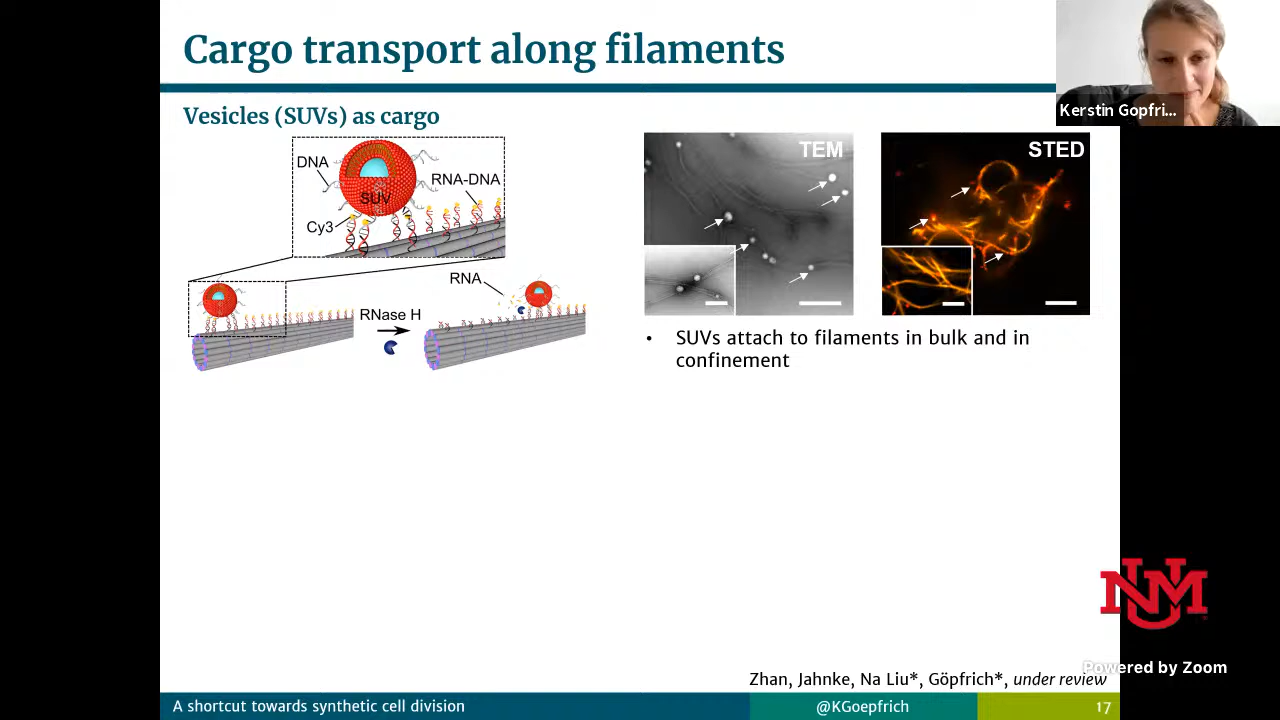 Cargo transport along filaments
Kerstin Gopfri...
Vesicles (SUVs) as cargo
DNA
RNA-DNA
SUV
Cy3
RNA
RNase H
TEM
STED
• SUVs attach to filaments in bulk and in
confinement
UNM
Powered by Zoom
Zhan, Jahnke, Na Liu*, Göpfrich*, under review
A shortcut towards synthetic cell division
@KGoepfrich
17